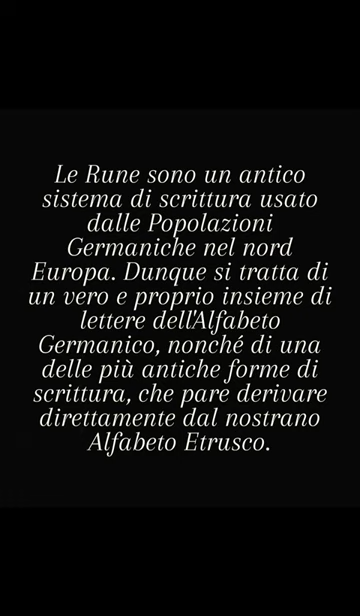 Le Rune sono un antico
sistema di scrittura usato
dalle Popolazioni
Germaniche nel nord
Europa. Dunque si tratta di
un vero e proprio insieme di
lettere dell'Alfabeto
Germanico, nonché di una
delle più antiche forme di
scrittura, che pare derivare
direttamente dal nostrano
Alfabeto Etrusco.